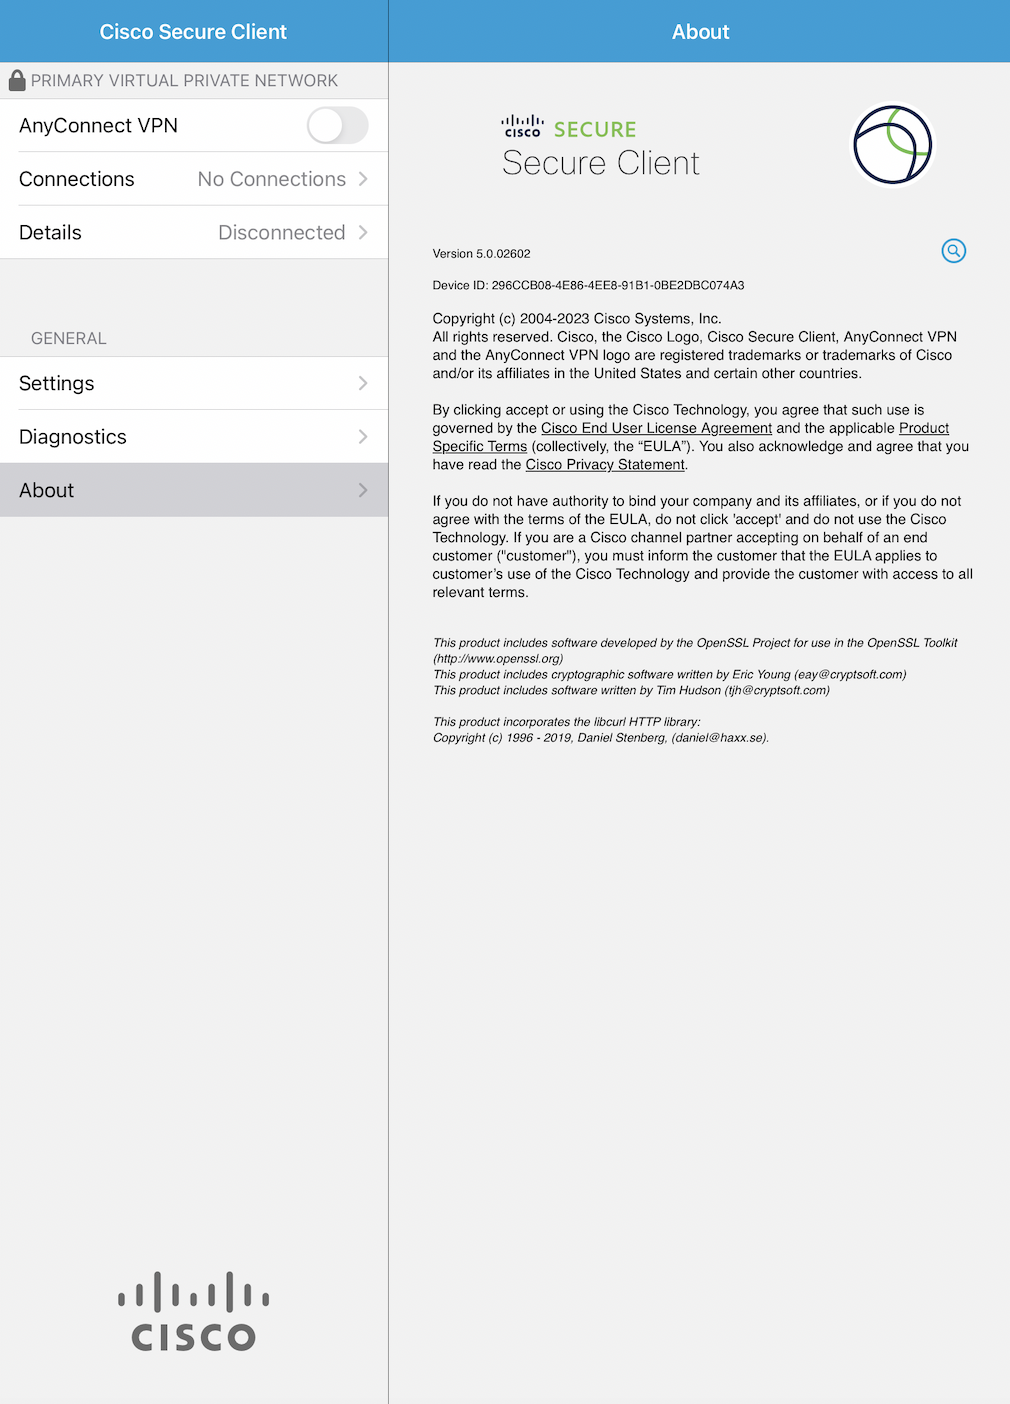 Cisco Secure Client
PRIMARY VIRTUAL PRIVATE NETWORK
AnyConnect VPN
Connections No Connections
Details Disconnected
GENERAL
Settings
Diagnostics
About
CISCO
About
CISCO SECURE
Secure Client
Version 5.0.02602
Device ID: 296CCB08-4E86-4EE8-91B1-0BE2DBC074A3
Copyright (c) 2004-2023 Cisco Systems, Inc.
All rights reserved. Cisco, the Cisco Logo, Cisco Secure Client, AnyConnect VPN
and the AnyConnect VPN logo are registered trademarks or trademarks of Cisco
and/or its affiliates in the United States and certain other countries.
By clicking accept or using the Cisco Technology, you agree that such use is
governed by the Cisco End User License Agreement and the applicable Product
Specific Terms (collectively, the “EULA”). You also acknowledge and agree that you
have read the Cisco Privacy Statement.
If you do not have authority to bind your company and its affiliates, or if you do not
agree with the terms of the EULA, do not click 'accept' and do not use the Cisco
Technology. If you are a Cisco channel partner accepting on behalf of an end
customer ("customer"), you must inform the customer that the EULA applies to
customer’s use of the Cisco Technology and provide the customer with access to all
relevant terms.
This product includes software developed by the OpenSSL Project for use in the OpenSSL Toolkit
(http://www.openssl.org)
This product includes cryptographic software written by Eric Young (eay@cryptsoft.com)
This product includes software written by Tim Hudson (tjh@cryptsoft.com)
This product incorporates the libcurl HTTP library:
Copyright (c) 1996 - 2019, Daniel Stenberg, (daniel@haxx.se).